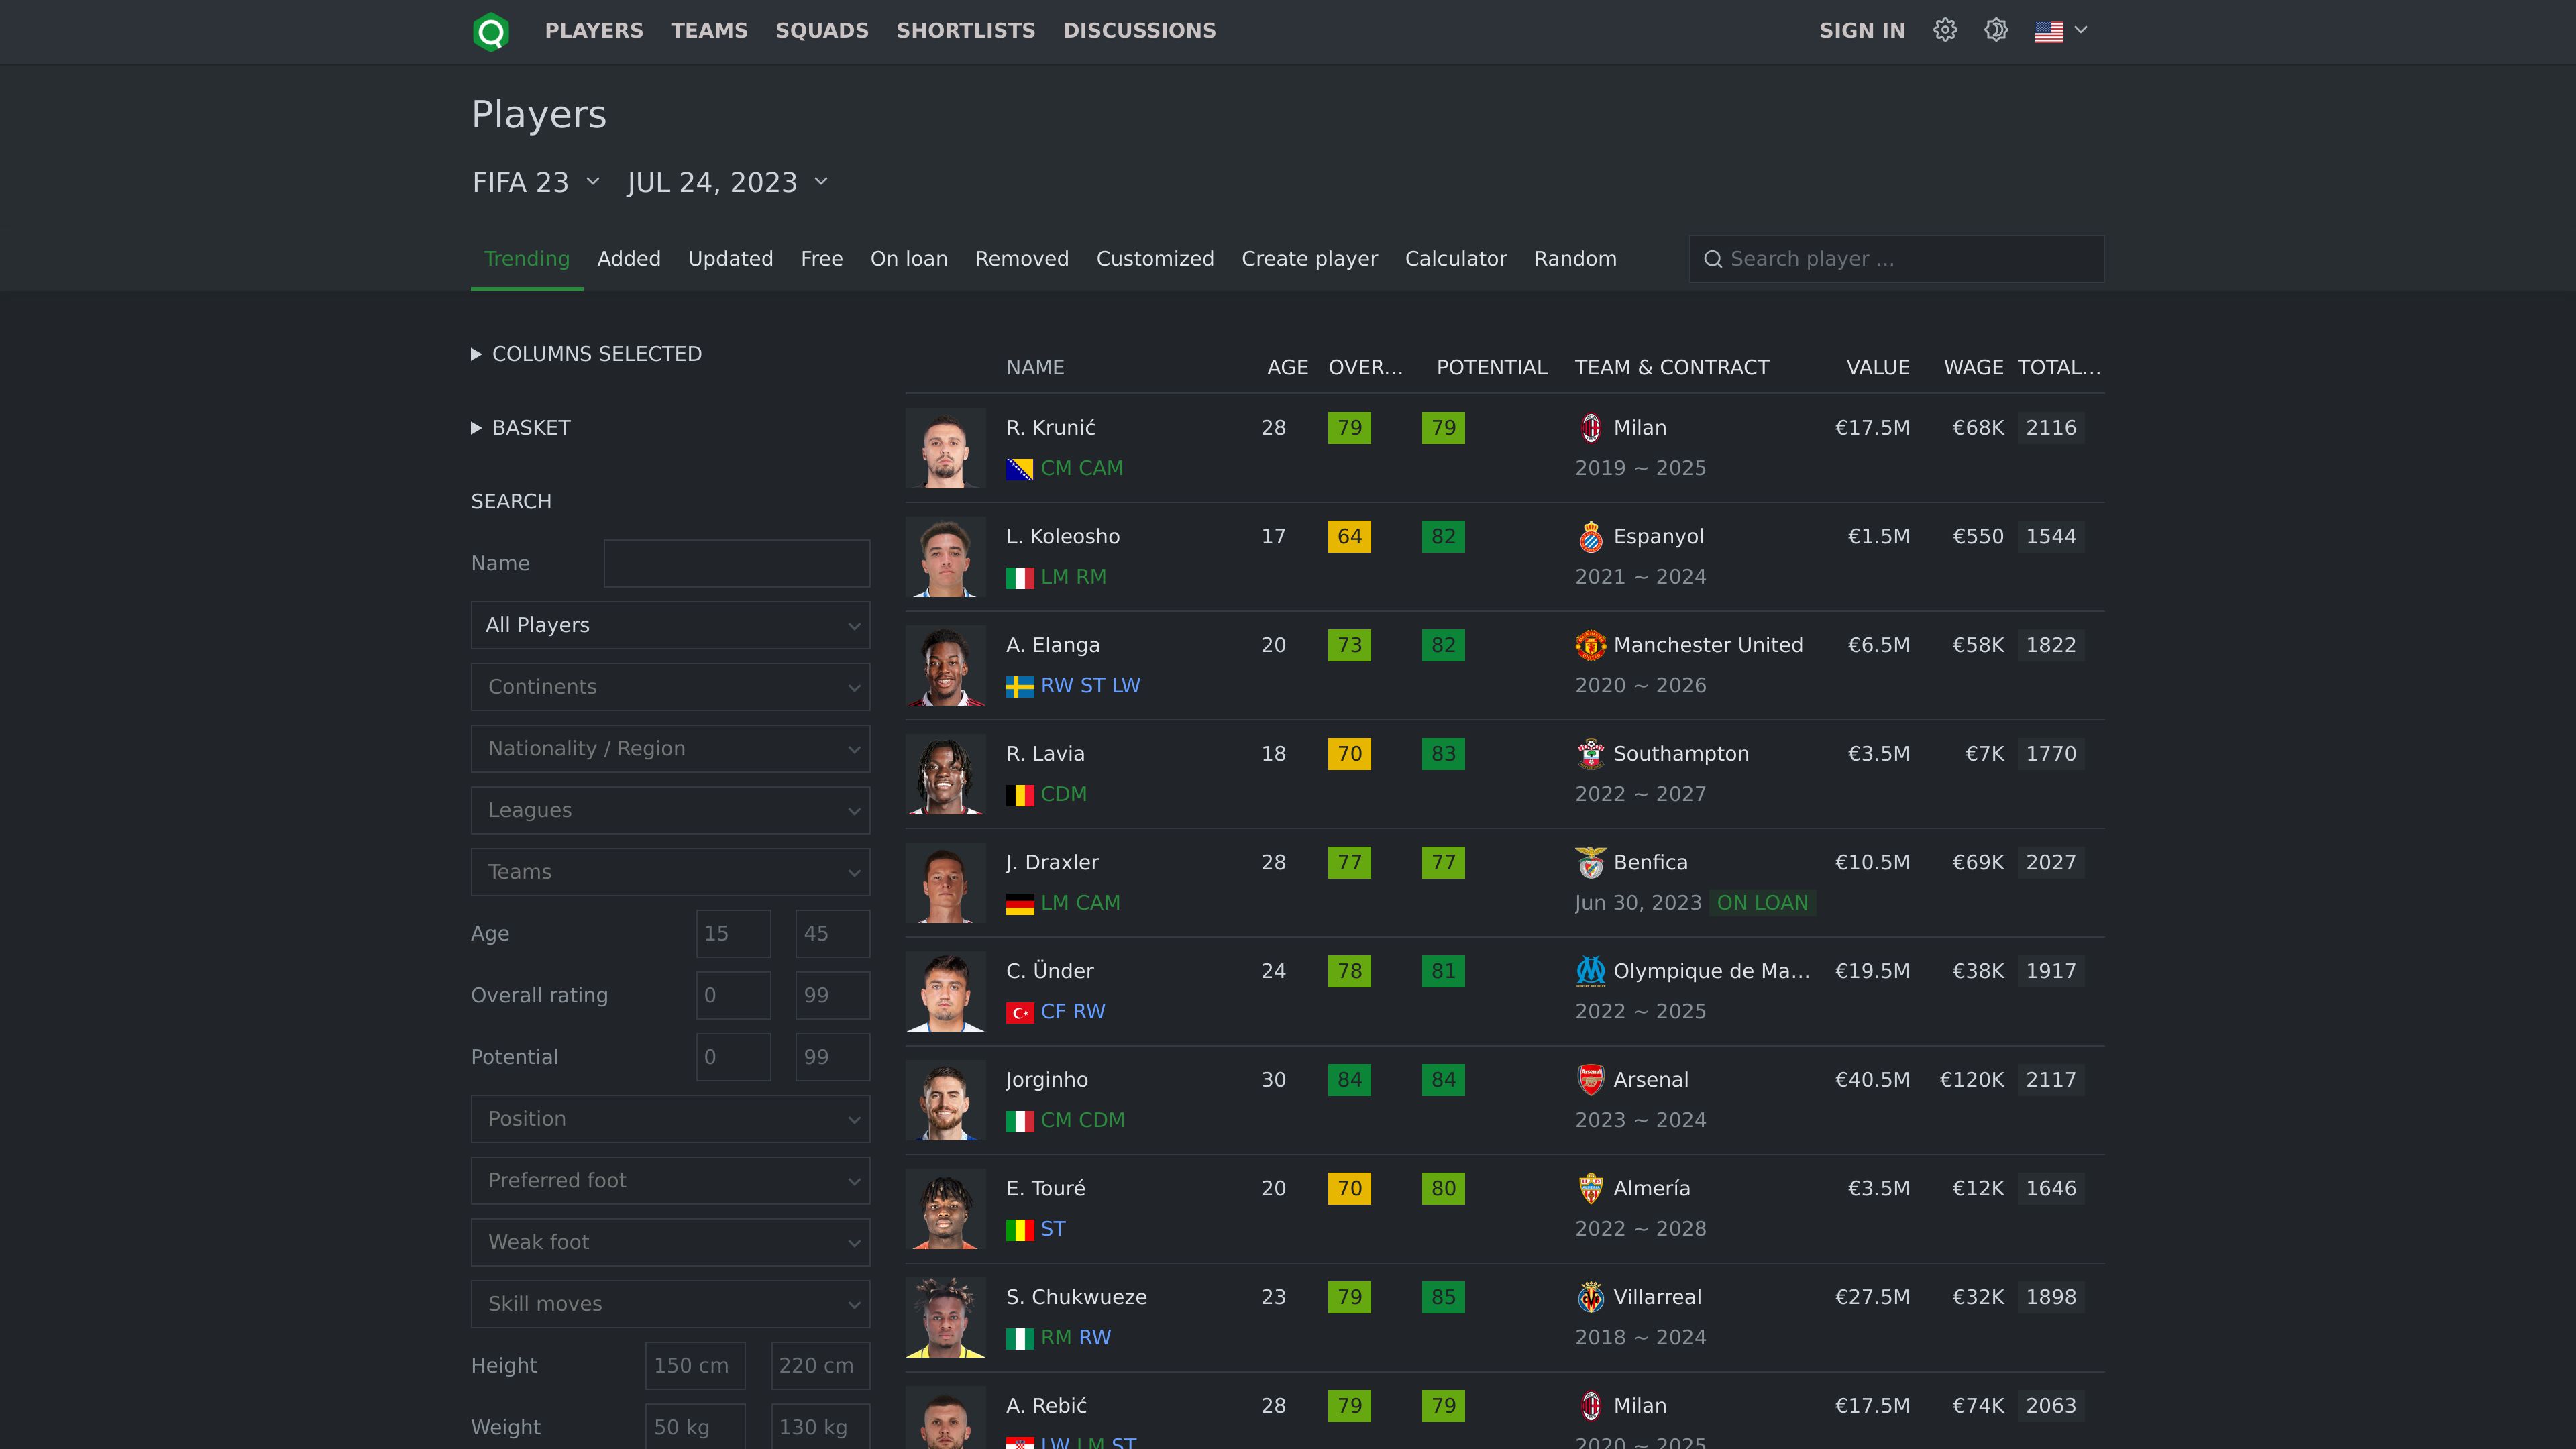 PLAYERS TEAMS SQUADS SHORTLISTS DISCUSSIONS SIGN IN
Players
FIFA 23 JUL 24, 2023
Trending Added Updated Free On loan Removed Customized Create player Calculator Random Search player ...
COLUMNS SELECTED
BASKET
SEARCH
Name
All Players
Continents
Nationality / Region
Leagues
Teams
Age 15 45
Overall rating 0 99
Potential 0 99
Position
Preferred foot
Weak foot
Skill moves
Height 150 cm 220 cm
Weight 50 kg 130 kg
NAME AGE OVER... POTENTIAL TEAM & CONTRACT VALUE WAGE TOTAL...
R. Krunić 28 79 79 Milan €17.5M €68K 2116
CM CAM 2019 ~ 2025
L. Koleosho 17 64 82 Espanyol €1.5M €550 1544
LM RM 2021 ~ 2024
A. Elanga 20 73 82 Manchester United €6.5M €58K 1822
RW ST LW 2020 ~ 2026
R. Lavia 18 70 83 Southampton €3.5M €7K 1770
CDM 2022 ~ 2027
J. Draxler 28 77 77 Benfica €10.5M €69K 2027
LM CAM Jun 30, 2023 ON LOAN
C. Ünder 24 78 81 Olympique de Ma... €19.5M €38K 1917
CF RW 2022 ~ 2025
Jorginho 30 84 84 Arsenal €40.5M €120K 2117
CM CDM 2023 ~ 2024
E. Touré 20 70 80 Almería €3.5M €12K 1646
ST 2022 ~ 2028
S. Chukwueze 23 79 85 Villarreal €27.5M €32K 1898
RM RW 2018 ~ 2024
A. Rebić 28 79 79 Milan €17.5M €74K 2063
LW LM ST 2020 ~ 2025